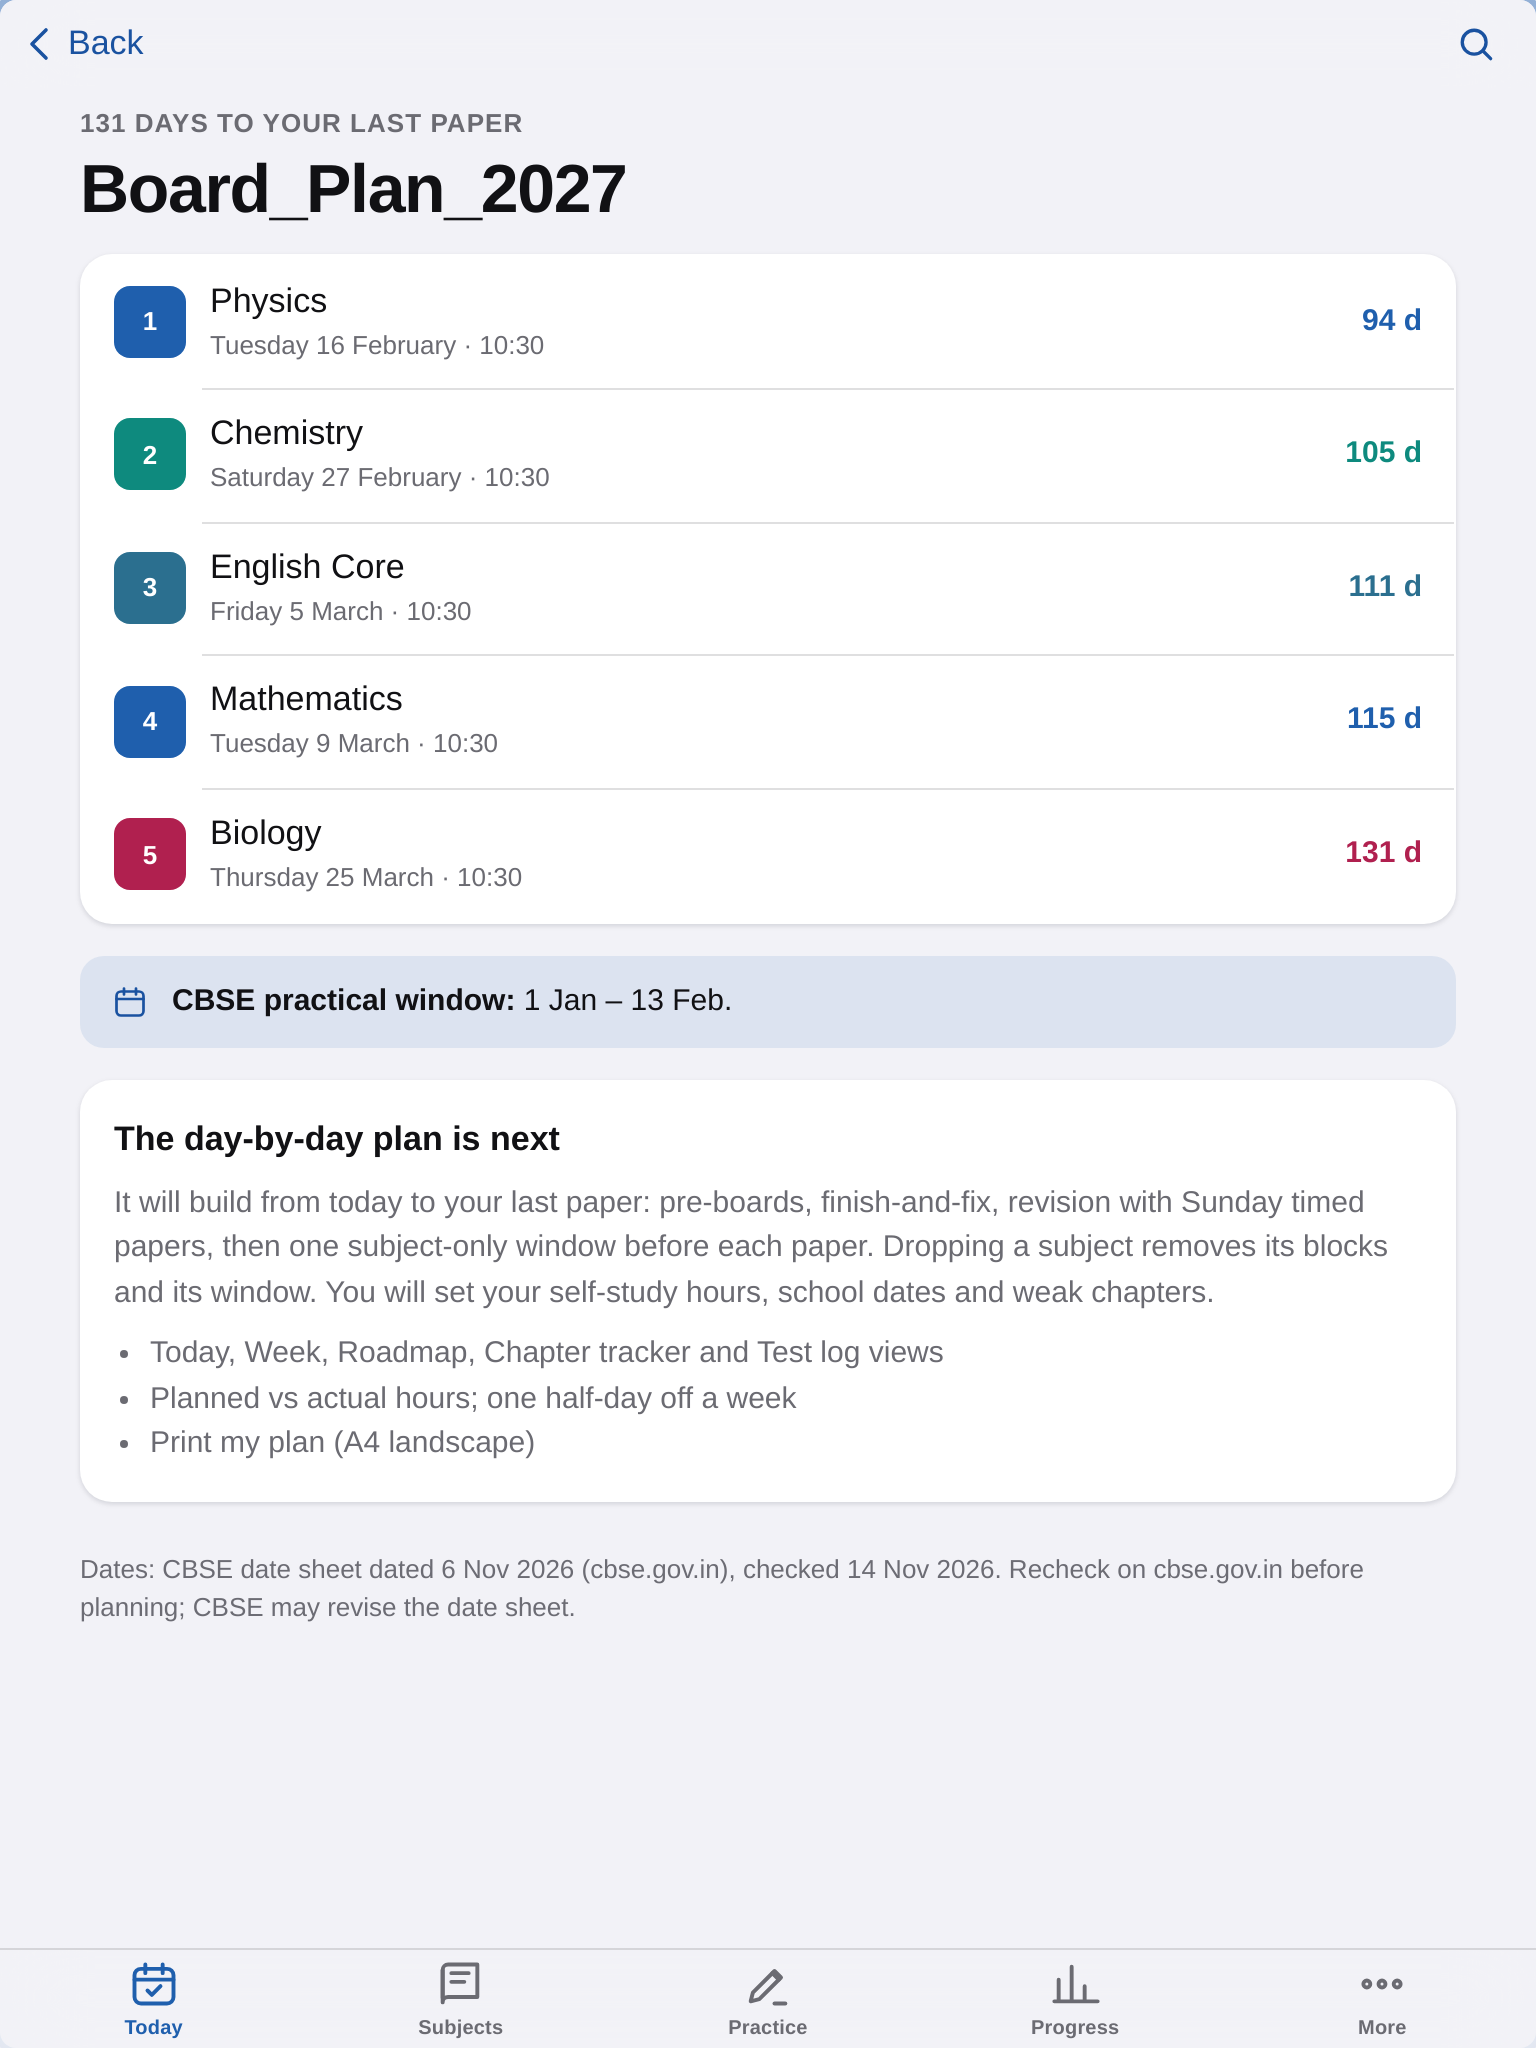 Back
131 DAYS TO YOUR LAST PAPER
Board_Plan_2027
1
Physics
Tuesday 16 February · 10:30
94 d
2
Chemistry
Saturday 27 February · 10:30
105 d
3
English Core
Friday 5 March · 10:30
111 d
4
Mathematics
Tuesday 9 March · 10:30
115 d
5
Biology
Thursday 25 March · 10:30
131 d
CBSE practical window: 1 Jan – 13 Feb.
The day-by-day plan is next
It will build from today to your last paper: pre-boards, finish-and-fix, revision with Sunday timed
papers, then one subject-only window before each paper. Dropping a subject removes its blocks
and its window. You will set your self-study hours, school dates and weak chapters.
• Today, Week, Roadmap, Chapter tracker and Test log views
• Planned vs actual hours; one half-day off a week
• Print my plan (A4 landscape)
Dates: CBSE date sheet dated 6 Nov 2026 (cbse.gov.in), checked 14 Nov 2026. Recheck on cbse.gov.in before
planning; CBSE may revise the date sheet.
Today
Subjects
Practice
Progress
More